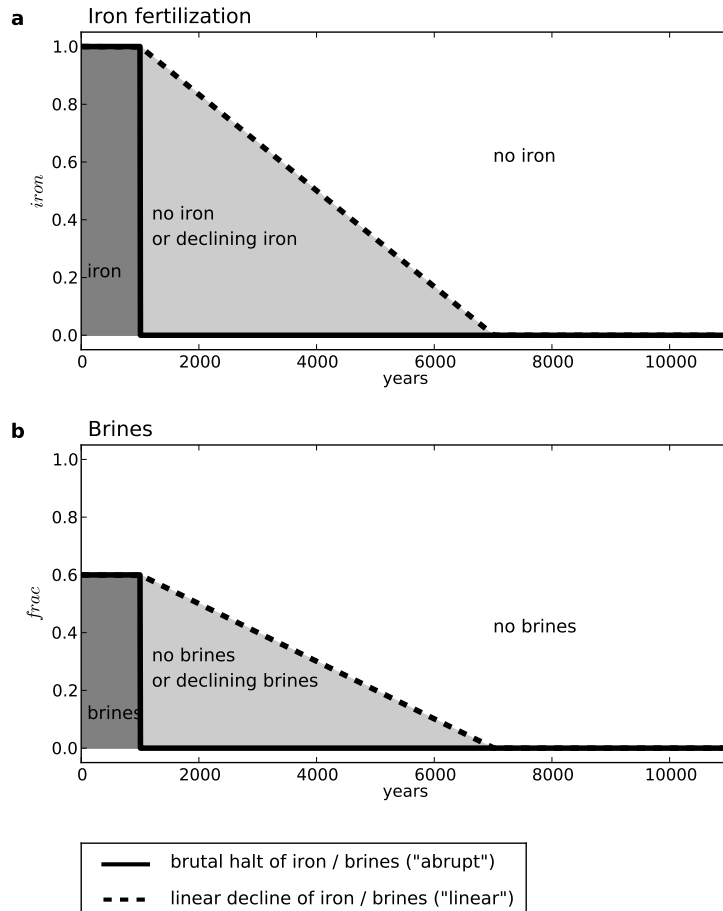 a
Iron fertilization
1.0
0.8
0.6
0.4
0.2
0.0
iron
no iron
no iron
or declining iron
iron
0 2000 4000 6000 8000 10000
years
b
Brines
1.0
0.8
0.6
0.4
0.2
0.0
frac
no brines
no brines
or declining brines
brines
0 2000 4000 6000 8000 10000
years
brutal halt of iron / brines ("abrupt")
linear decline of iron / brines ("linear")